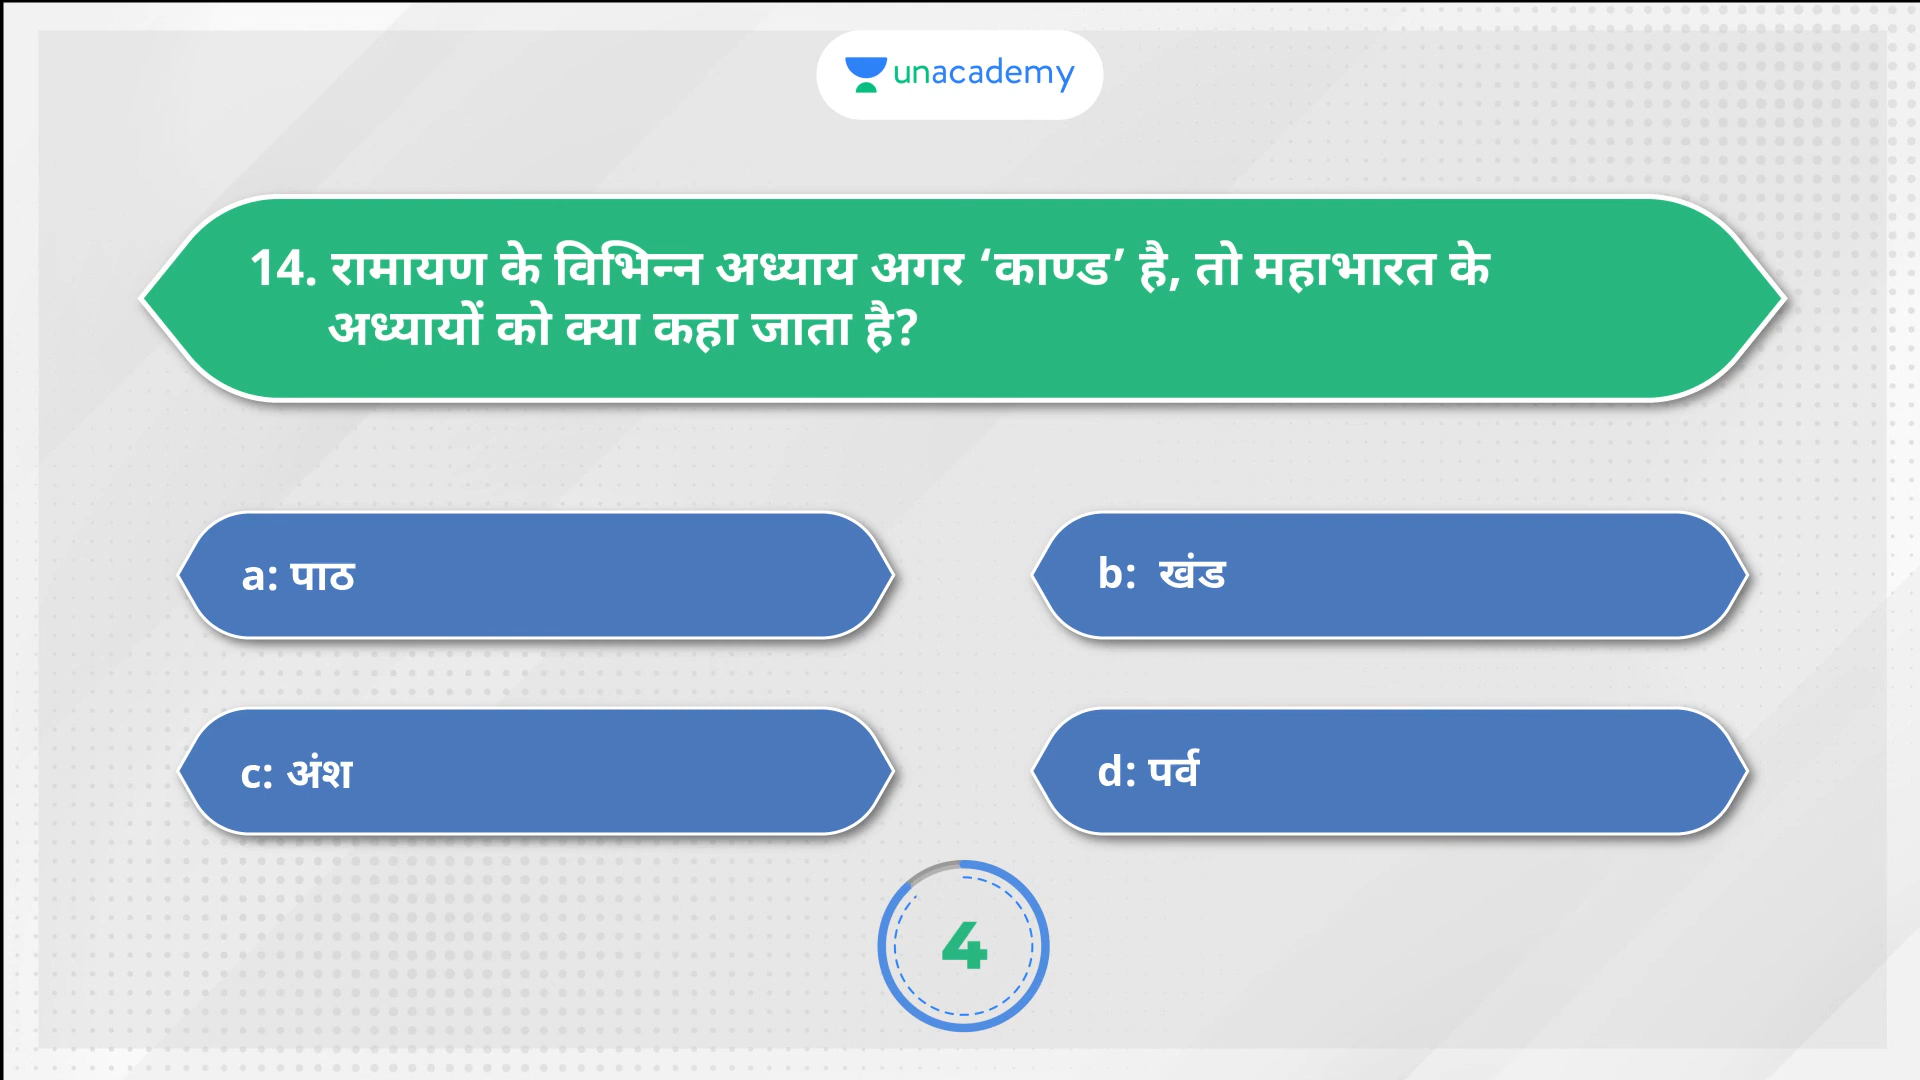 unacademy
14. रामायण के विभिन्न अध्याय अगर ‘काण्ड’ है, तो महाभारत के
अध्यायों को क्या कहा जाता है?
a: पाठ
b: खंड
c: अंश
d: पर्व
4